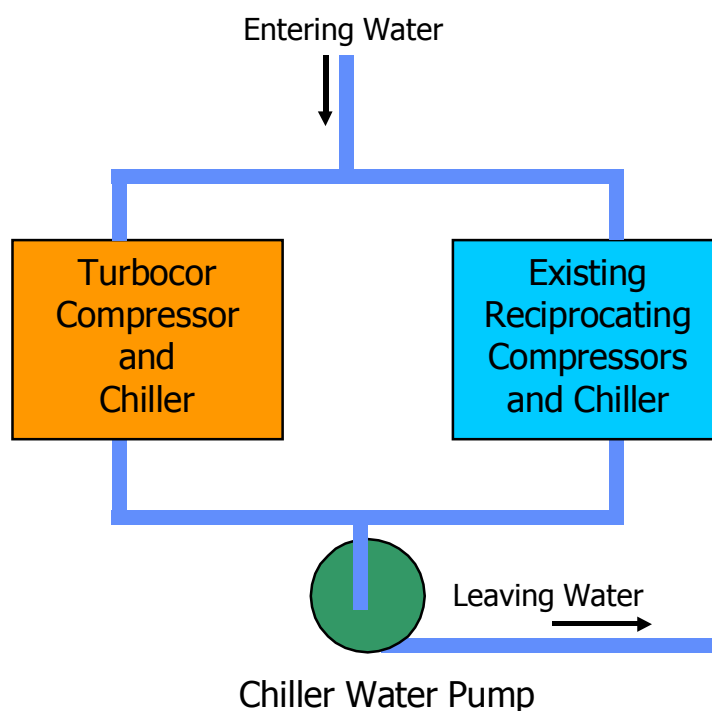 Entering Water
Turbocor
Compressor
and
Chiller
Existing
Reciprocating
Compressors
and Chiller
Leaving Water
Chiller Water Pump